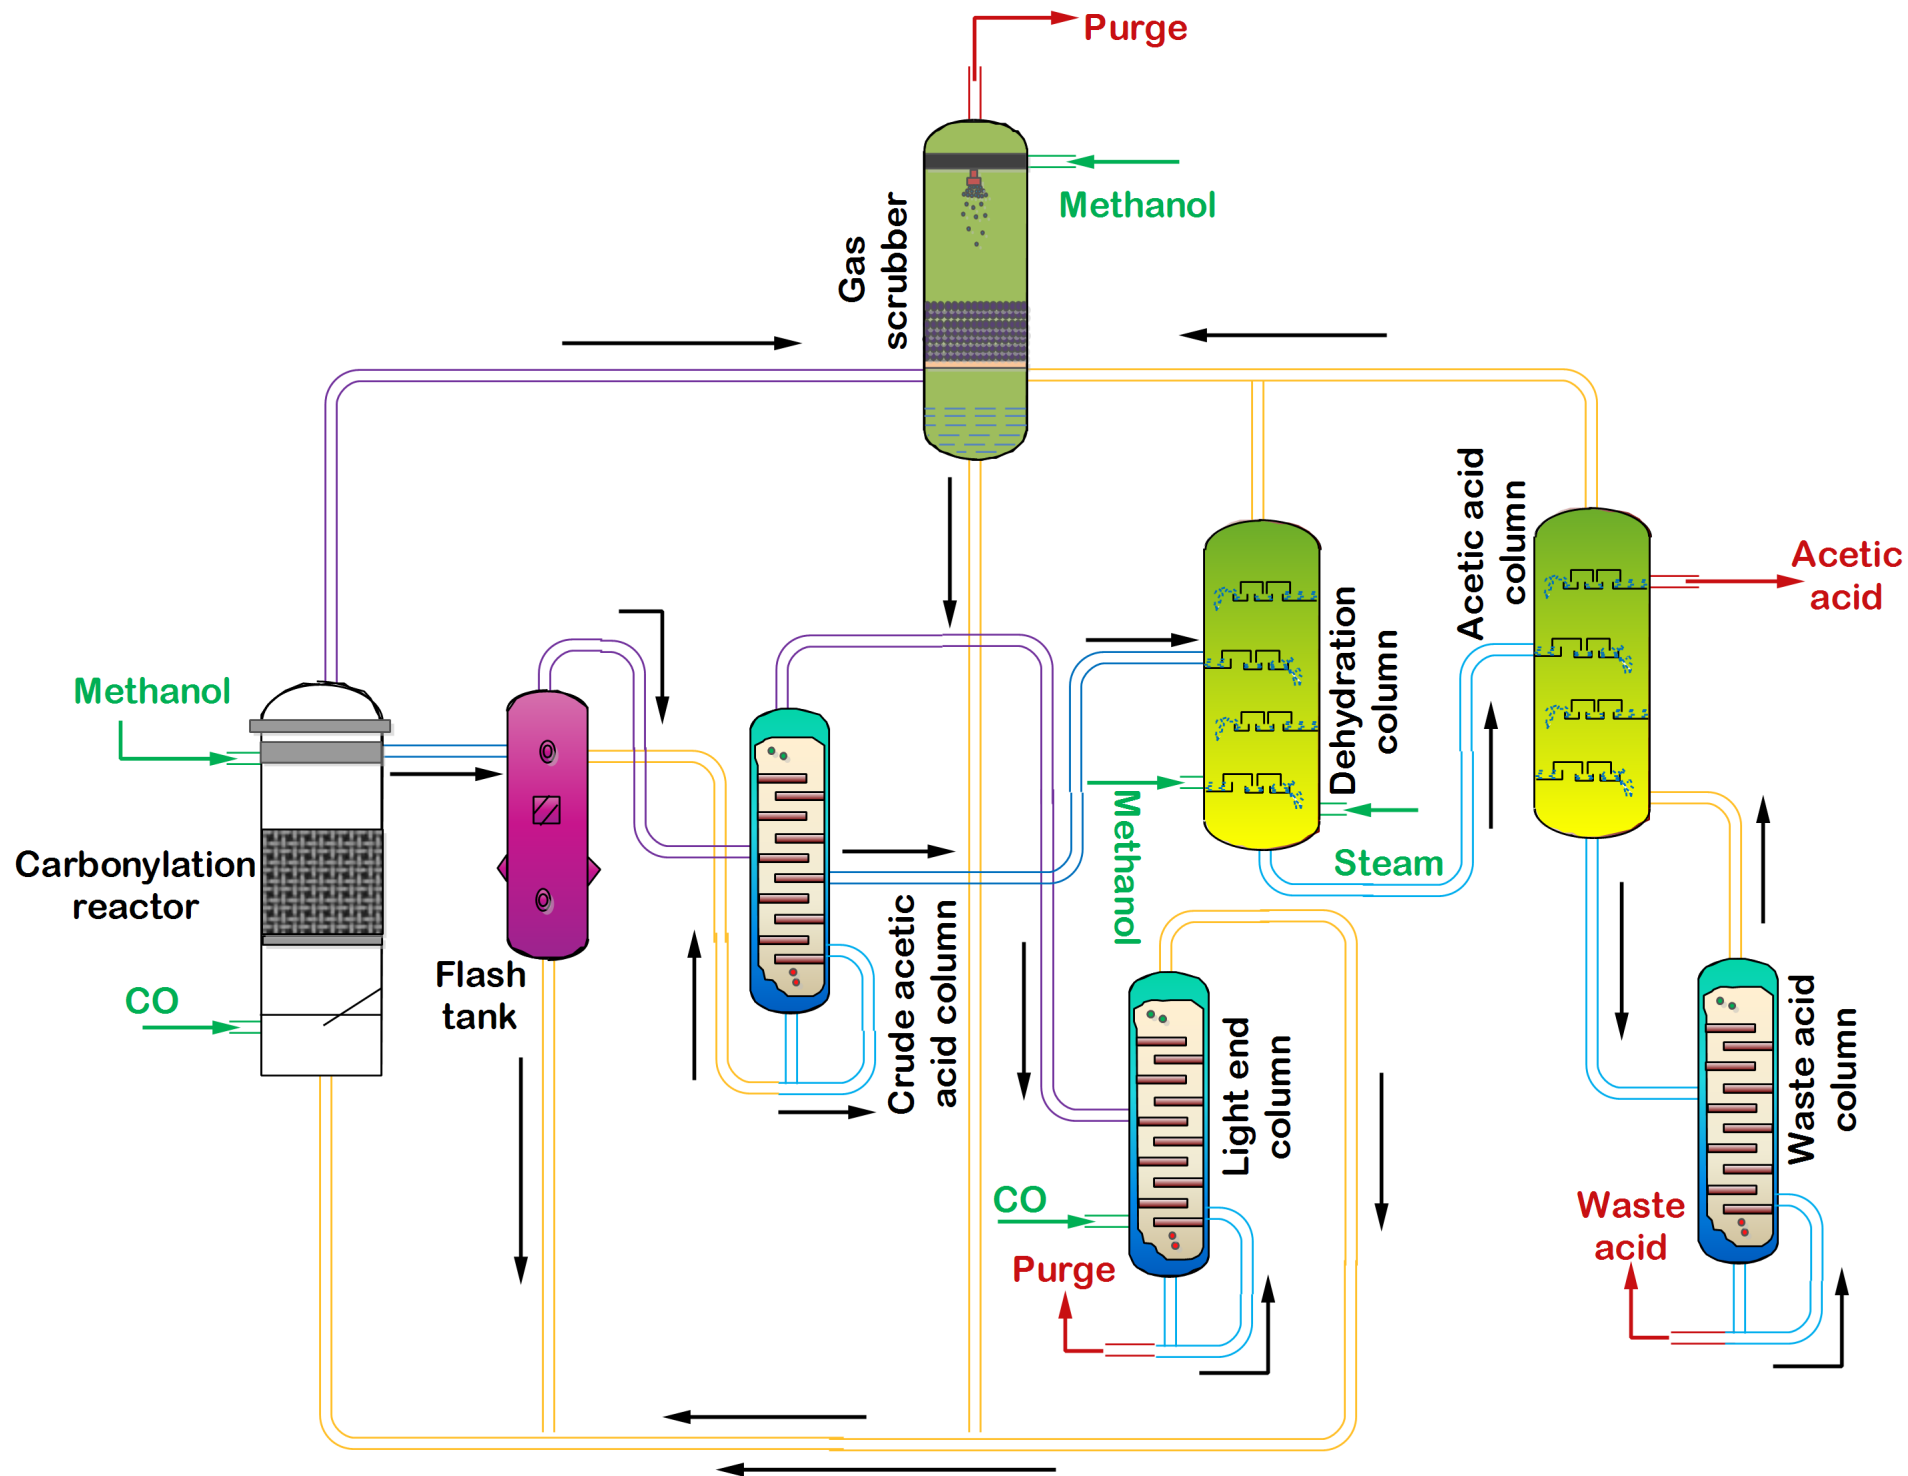 Purge
Methanol
Gas
scrubber
Acetic acid
column
Acetic
acid
Dehydration
column
Methanol
Methanol
Steam
Carbonylation
reactor
Crude acetic
acid column
Flash
tank
CO
Light end
column
Waste acid
column
CO
Purge
Waste
acid